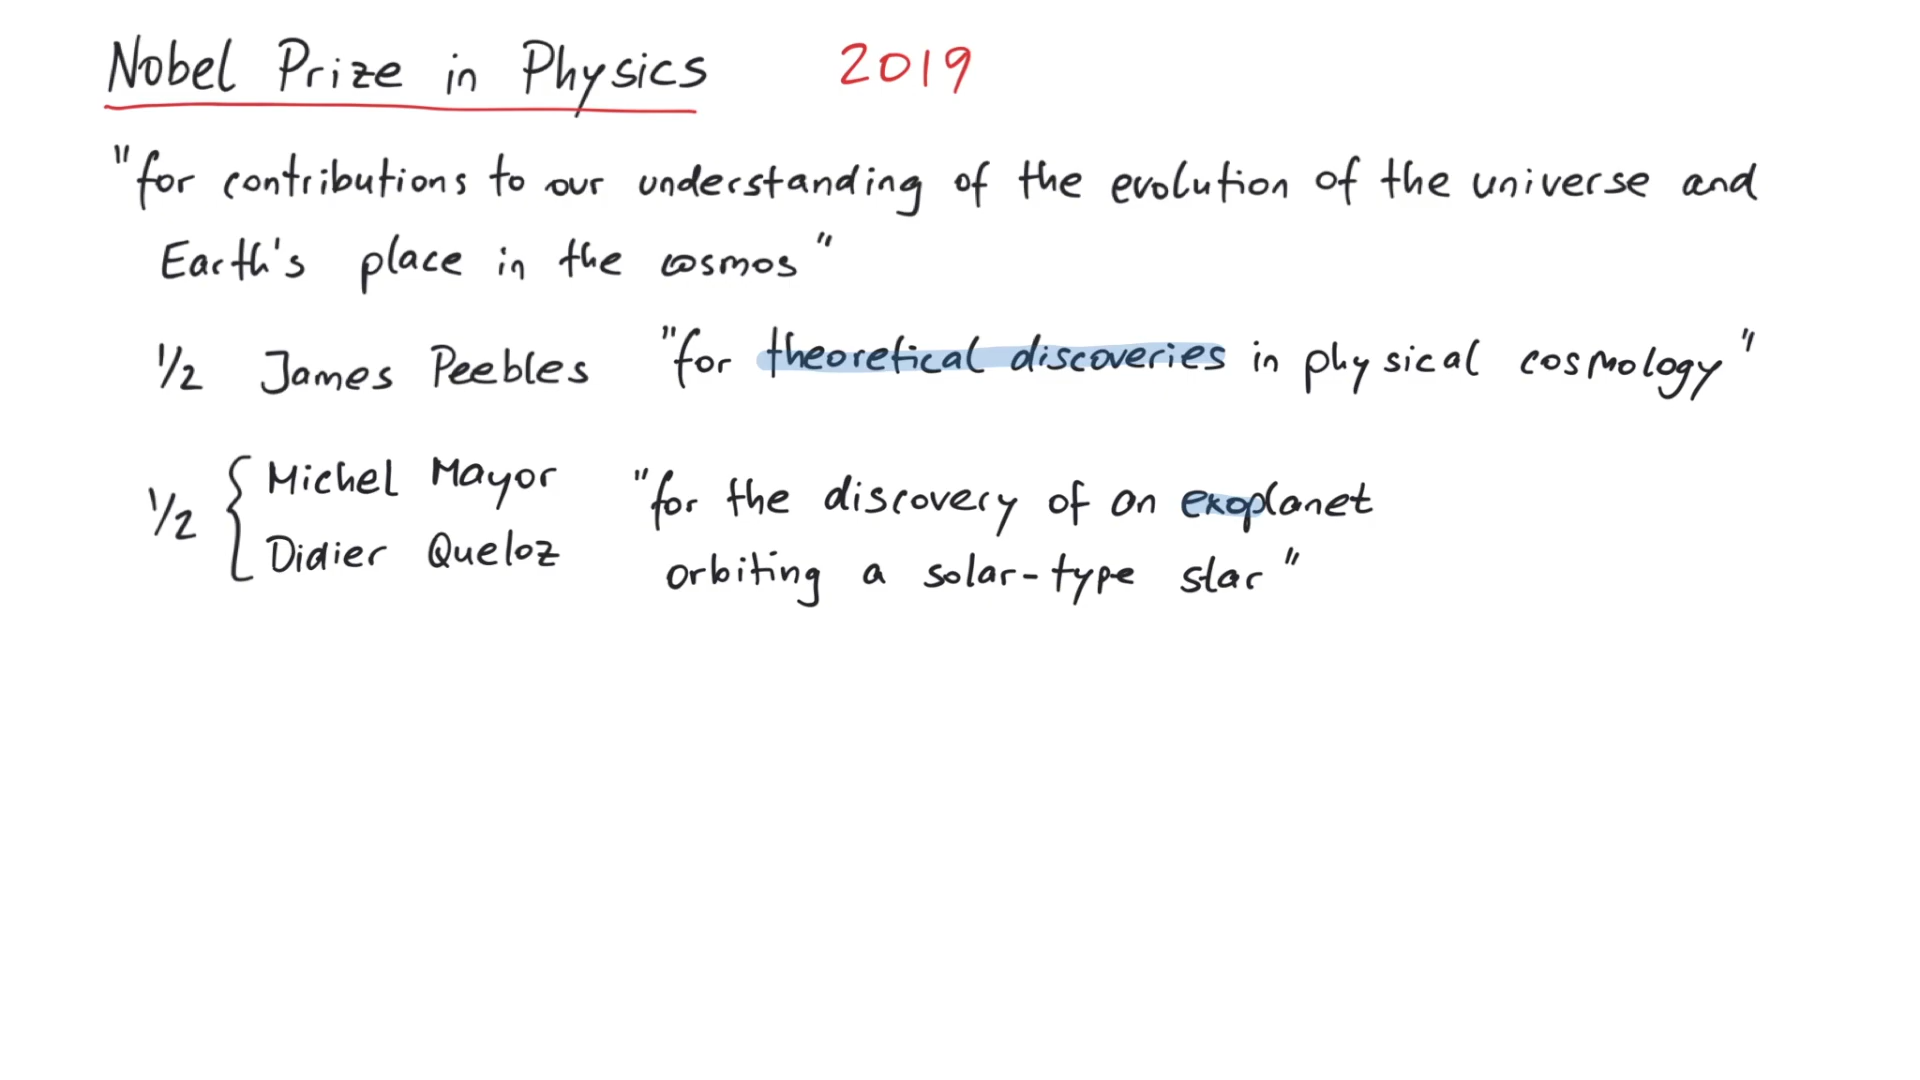 Nobel Prize in Physics 2019
"for contributions to our understanding of the evolution of the universe and
Earth's place in the cosmos"
1/2 James Peebles "for theoretical discoveries in physical cosmology"
1/2 { Michel Mayor "for the discovery of an exoplanet
Didier Queloz orbiting a solar-type star"